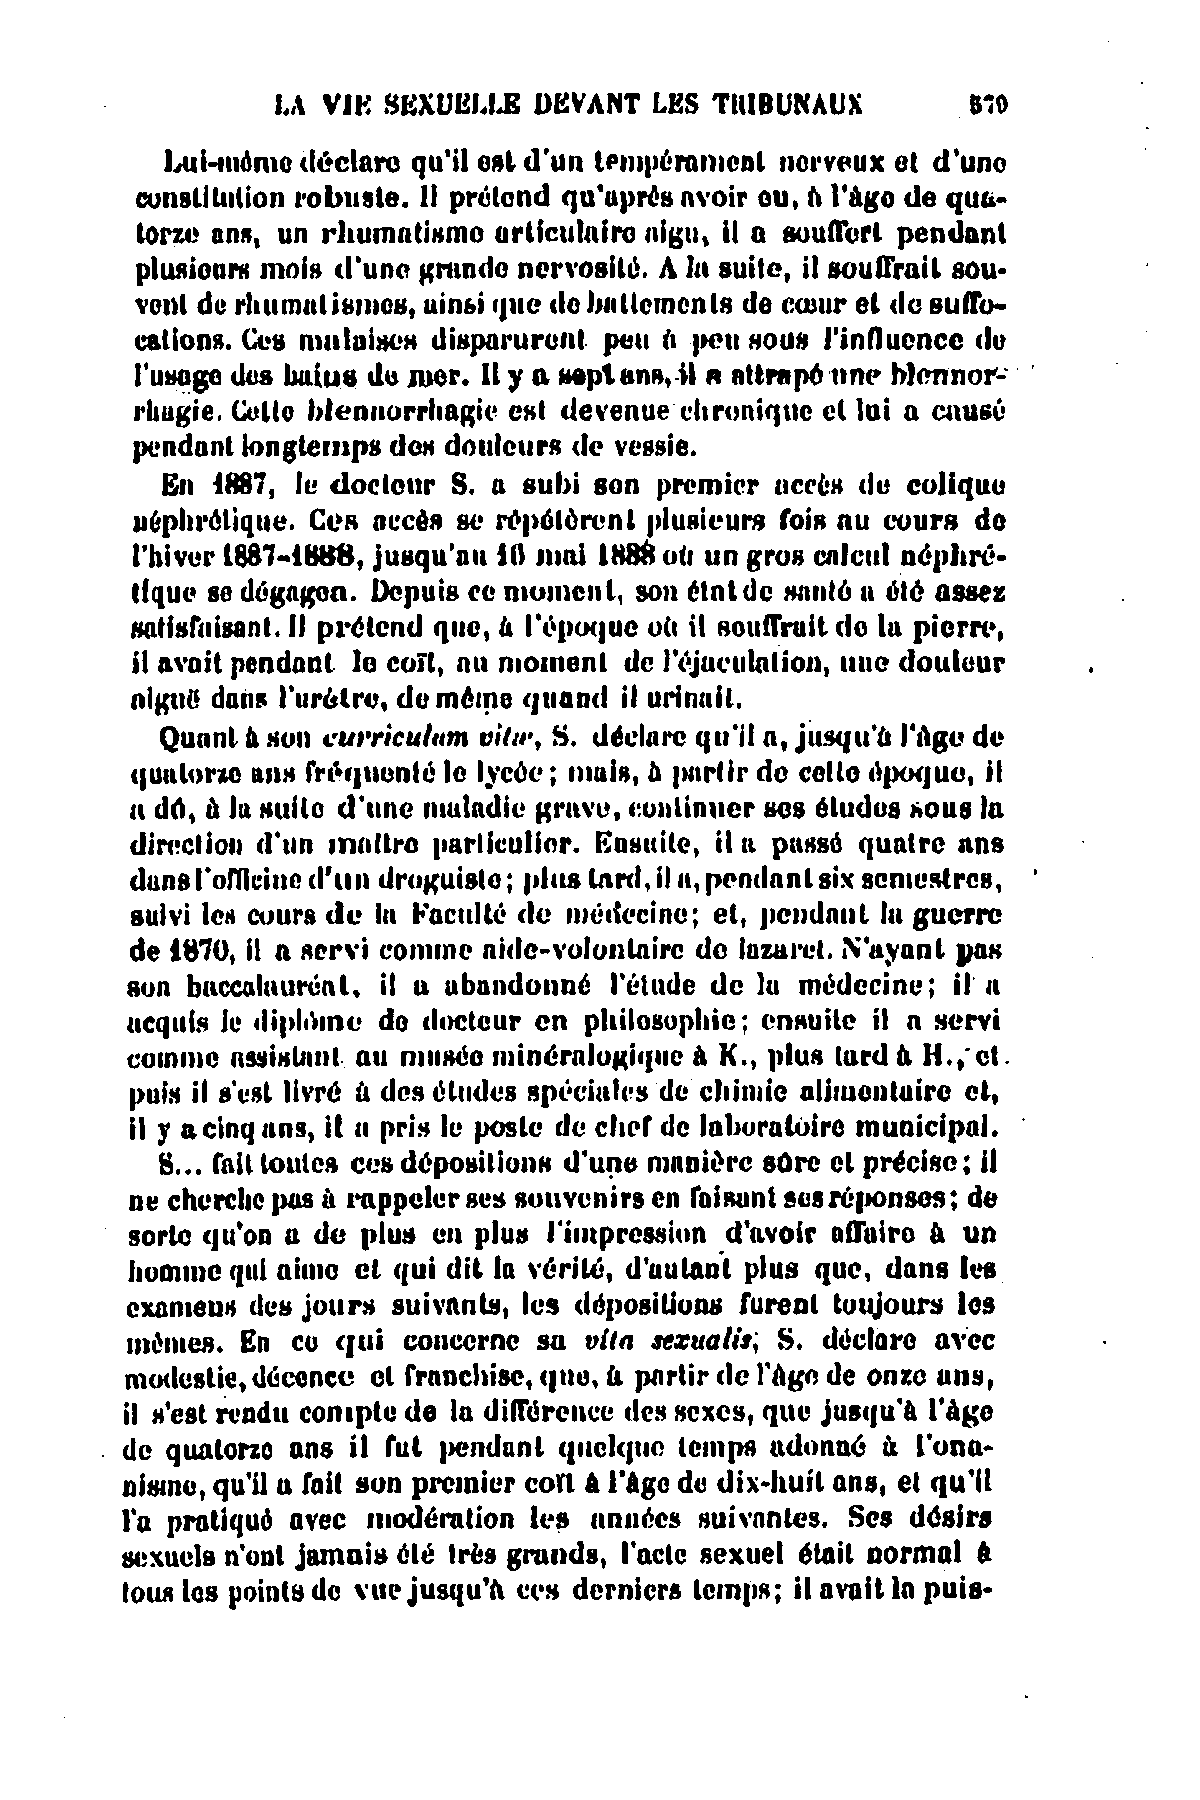 LA VIE SEXUELLE DEVANT LES TRIBUNAUX 579
Lui-même déclare qu'il est d'un tempérament nerveux et d'une
constitution robuste. Il prétend qu'après avoir eu, à l'âge de qua-
torze ans, un rhumatisme articulaire aigu, il a souffert pendant
plusieurs mois d'une grande nervosité. A la suite, il souffrait sou-
vent de rhumatismes, ainsi que de battements de cœur et de suffo-
cations. Ces malaises disparurent peu à peu sous l'influence de
l'usage des bains de mer. Il y a sept ans, il a attrapé une blennor-
rhagie. Cette blennorrhagie est devenue chronique et lui a causé
pendant longtemps des douleurs de vessie.
En 1887, le docteur S. a subi son premier accès de colique
néphrétique. Ces accès se répétèrent plusieurs fois au cours de
l'hiver 1887-1888, jusqu'au 16 mai 1888 où un gros calcul néphré-
tique se dégagea. Depuis ce moment, son état de santé a été assez
satisfaisant. Il prétend que, à l'époque où il souffrait de la pierre,
il avait pendant le coït, au moment de l'éjaculation, une douleur
aiguë dans l'urètre, de même quand il urinait.
Quant à son curriculum vitæ, S. déclare qu'il a, jusqu'à l'âge de
quatorze ans fréquenté le lycée ; mais, à partir de cette époque, il
a dû, à la suite d'une maladie grave, continuer ses études sous la
direction d'un maître particulier. Ensuite, il a passé quatre ans
dans l'officine d'un droguiste ; plus tard, il a, pendant six semestres,
suivi les cours de la Faculté de médecine; et, pendant la guerre
de 1870, il a servi comme aide-volontaire de lazaret. N'ayant pas
son baccalauréat, il a abandonné l'étude de la médecine; il a
acquis le diplôme de docteur en philosophie; ensuite il a servi
comme assistant au musée minéralogique à K., plus tard à H., et
puis il s'est livré à des études spéciales de chimie alimentaire et,
il y a cinq ans, il a pris le poste de chef de laboratoire municipal.
S... fait toutes ces dépositions d'une manière sûre et précise ; il
ne cherche pas à rappeler ses souvenirs en faisant ses réponses; de
sorte qu'on a de plus en plus l'impression d'avoir affaire à un
homme qui aime et qui dit la vérité, d'autant plus que, dans les
examens des jours suivants, les dépositions furent toujours les
mêmes. En ce qui concerne sa vita sexualis, S. déclare avec
modestie, décence et franchise, que, à partir de l'âge de onze ans,
il s'est rendu compte de la différence des sexes, que jusqu'à l'âge
de quatorze ans il fut pendant quelque temps adonné à l'ona-
nisme, qu'il a fait son premier coït à l'âge de dix-huit ans, et qu'il
l'a pratiqué avec modération les années suivantes. Ses désirs
sexuels n'ont jamais été très grands, l'acte sexuel était normal à
tous les points de vue jusqu'à ces derniers temps; il avait la puis-